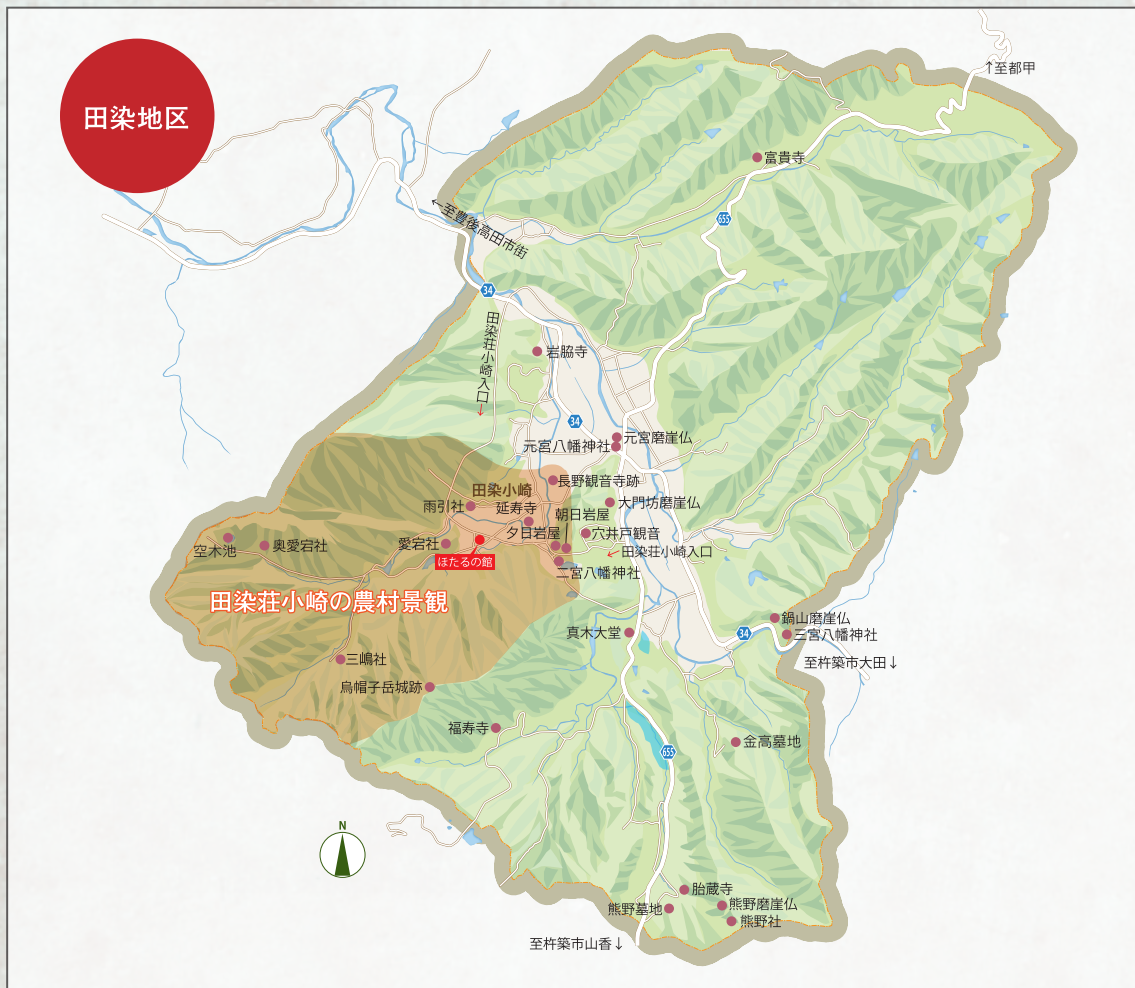 田染地区
↑至都甲
富貴寺
655
←至豊後高田市街
34
田染荘小崎入口↓
岩脇寺
34
元宮磨崖仏
元宮八幡神社
長野観音寺跡
田染小崎
大門坊磨崖仏
雨引社
延寿寺
朝日岩屋
夕日岩屋
穴井戸観音
空木池
奥愛宕社
愛宕社
←田染荘小崎入口
ほたるの館
二宮八幡神社
田染荘小崎の農村景観
鍋山磨崖仏
真木大堂
34
三宮八幡神社
三嶋社
至杵築市大田↓
烏帽子岳城跡
福寿寺
金高墓地
655
N
胎蔵寺
熊野墓地
熊野磨崖仏
熊野社
至杵築市山香↓